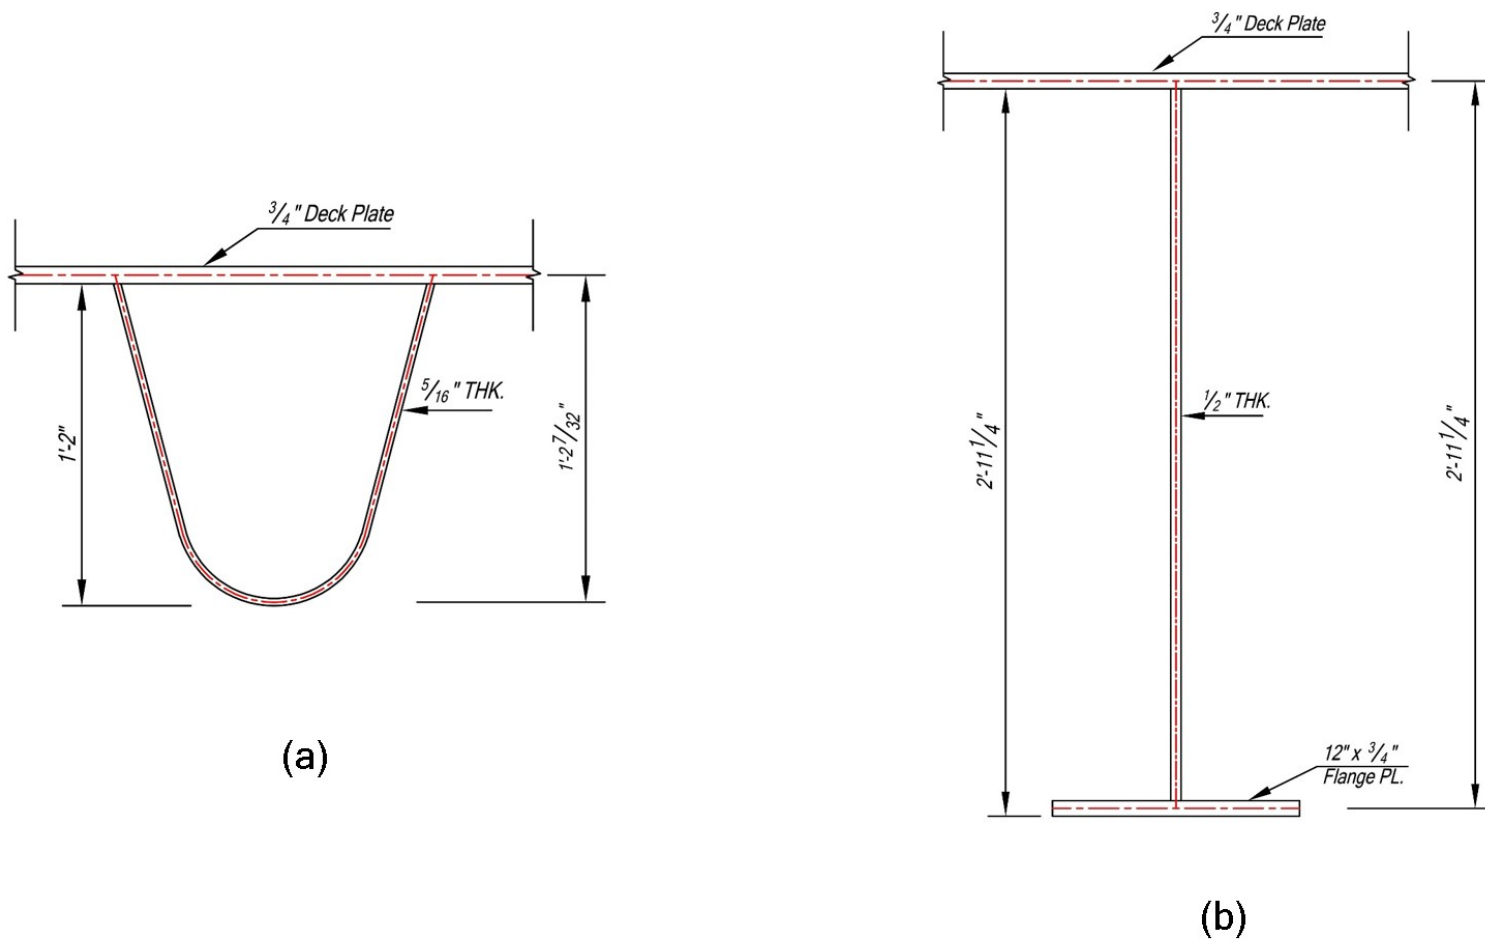 3/4" Deck Plate
5/16" THK.
1'-2"
1'-2 7/32"
(a)
3/4" Deck Plate
1/2" THK.
2'-11 1/4"
2'-11 1/4"
12" x 3/4"
Flange PL.
(b)